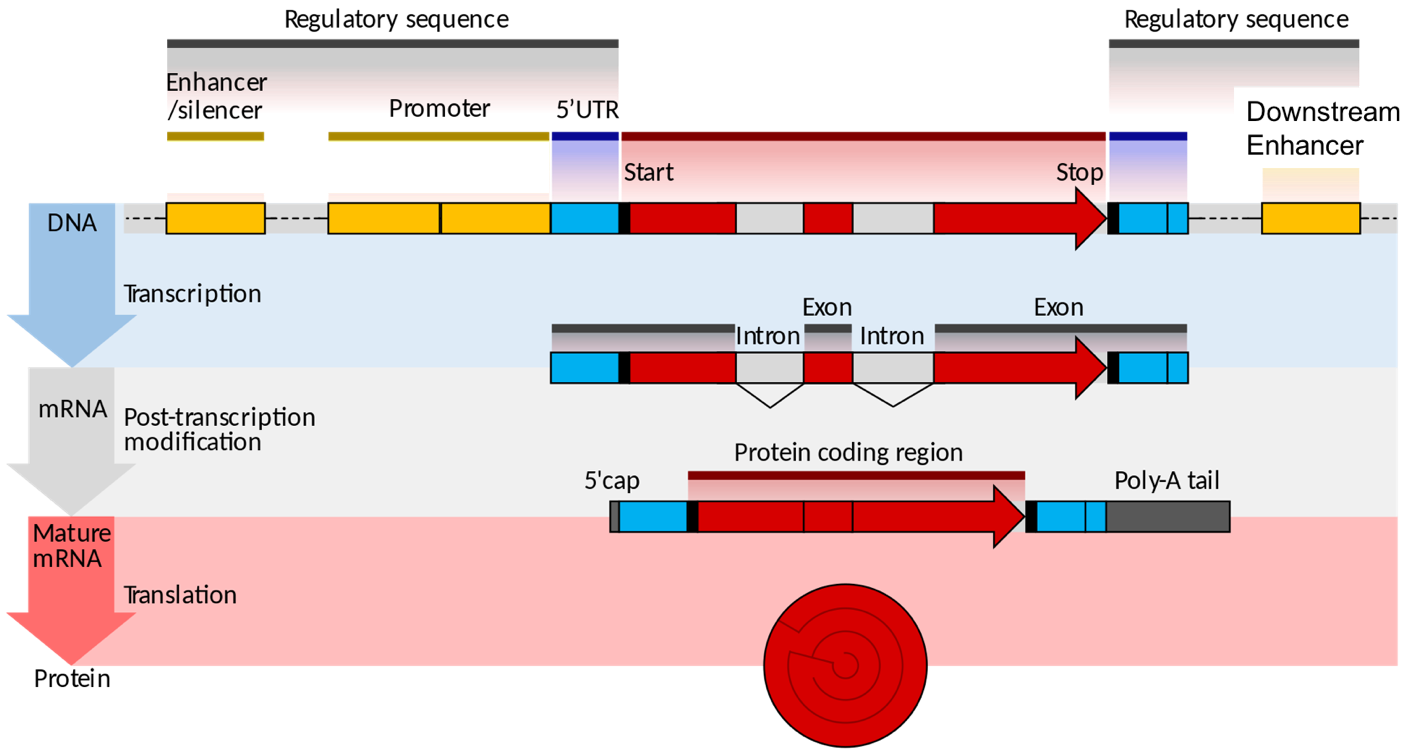 Regulatory sequence
Regulatory sequence
Enhancer
/silencer
Promoter
5’UTR
Downstream
Enhancer
Start
Stop
DNA
Transcription
Exon
Exon
Intron
Intron
mRNA
Post-transcription
modification
Protein coding region
5'cap
Poly-A tail
Mature
mRNA
Translation
Protein